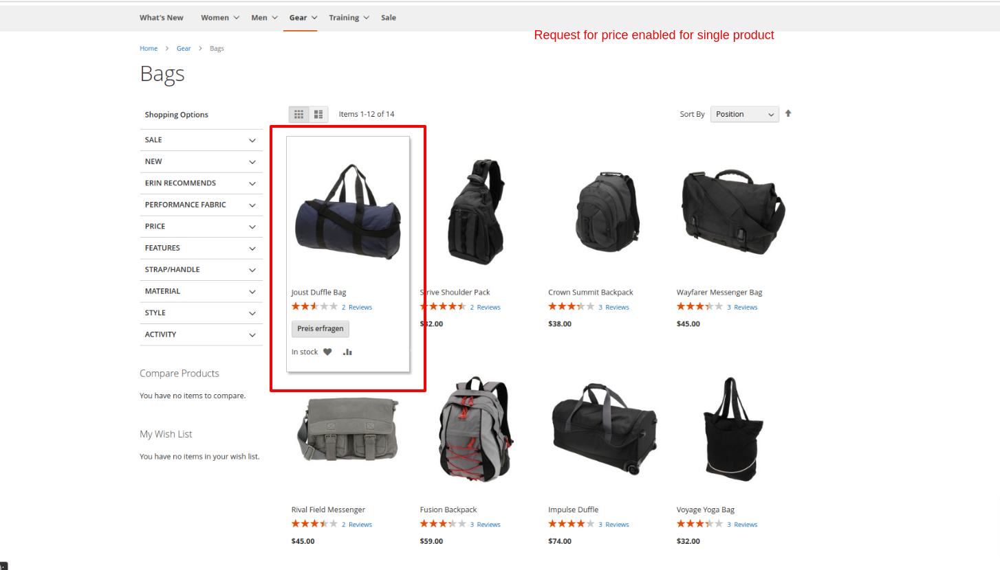 What's New Women Men Gear Training Sale
Request for price enabled for single product
Home > Gear > Bags
Bags
Shopping Options
Items 1-12 of 14
Sort By Position
SALE
NEW
ERIN RECOMMENDS
PERFORMANCE FABRIC
PRICE
FEATURES
STRAP/HANDLE
MATERIAL
STYLE
ACTIVITY
Compare Products
You have no items to compare.
My Wish List
You have no items in your wish list.
Joust Duffle Bag
2 Reviews
Preis erfragen
In stock
Strive Shoulder Pack
2 Reviews
$32.00
Crown Summit Backpack
3 Reviews
$38.00
Wayfarer Messenger Bag
3 Reviews
$45.00
Rival Field Messenger
2 Reviews
$45.00
Fusion Backpack
3 Reviews
$59.00
Impulse Duffle
3 Reviews
$74.00
Voyage Yoga Bag
3 Reviews
$32.00